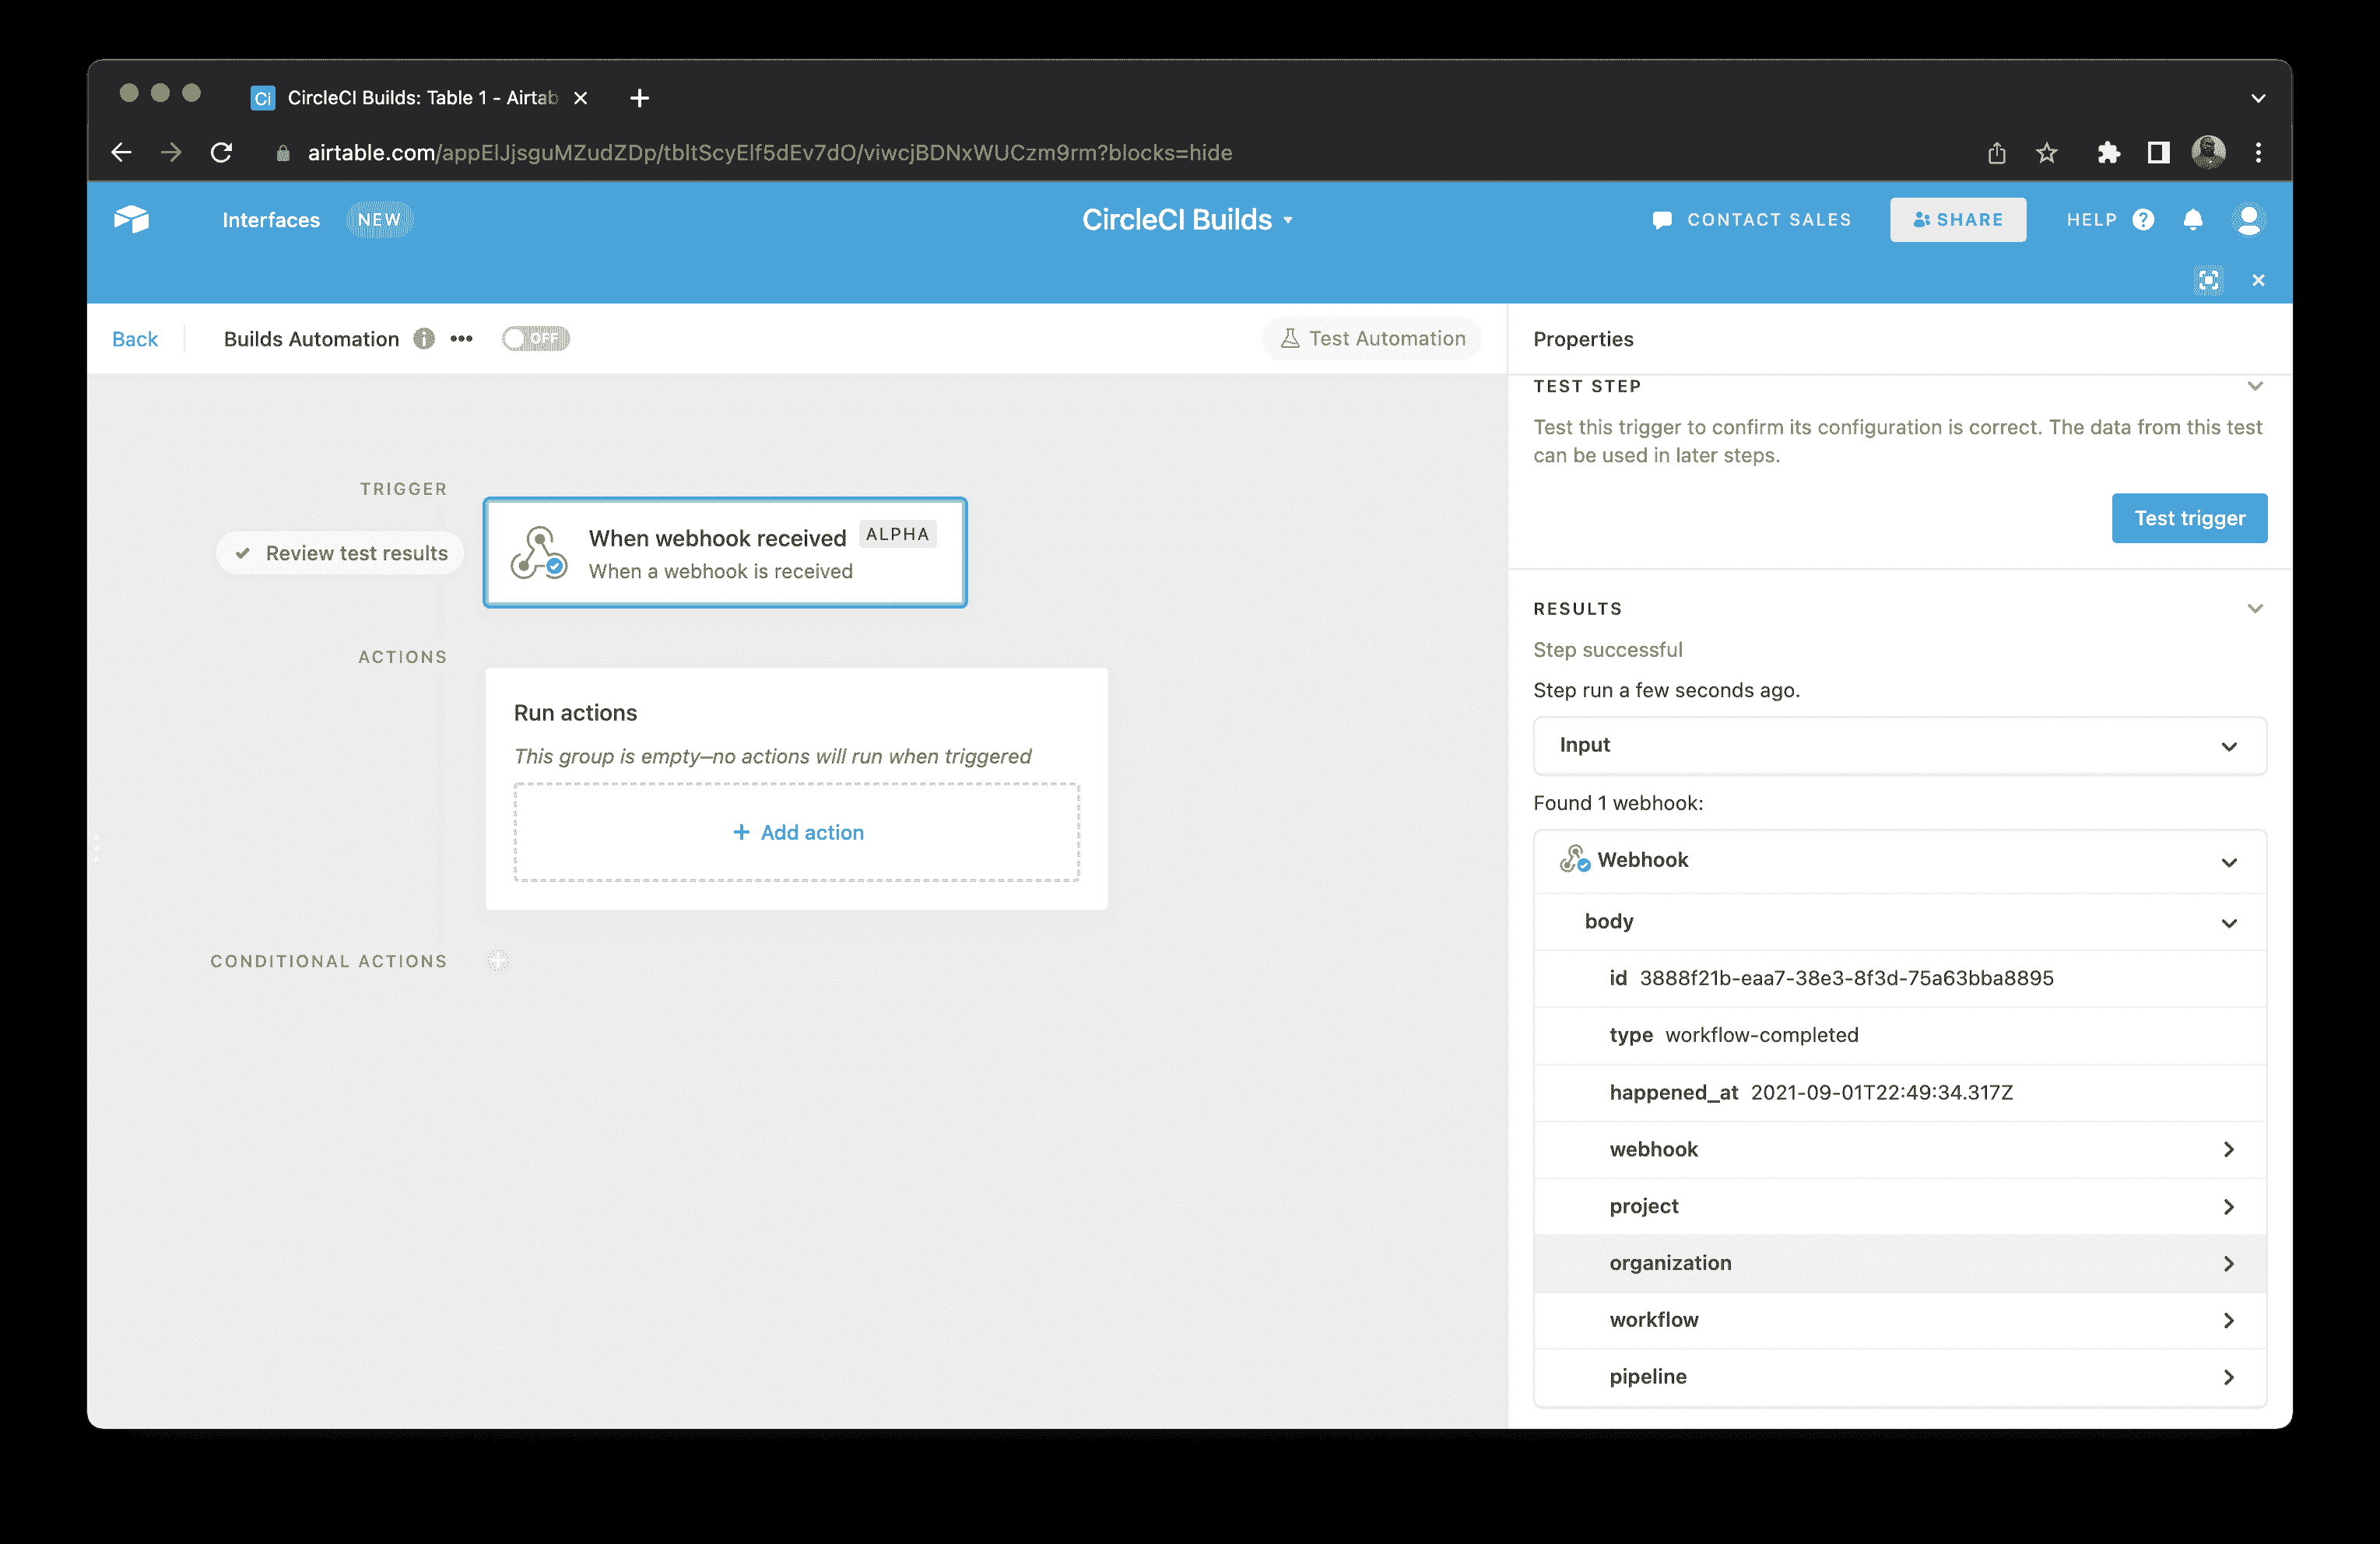 Ci CircleCI Builds: Table 1 - Airtab
airtable.com/appElJjsguMZudZDp/tbltScyElf5dEv7dO/viwcjBDNxWUCzm9rm?blocks=hide
Interfaces NEW CircleCI Builds CONTACT SALES SHARE HELP ?
Back Builds Automation i ••• OFF Test Automation
TRIGGER
Review test results
When webhook received ALPHA
When a webhook is received
ACTIONS
Run actions
This group is empty—no actions will run when triggered
+ Add action
CONDITIONAL ACTIONS
Properties
TEST STEP
Test this trigger to confirm its configuration is correct. The data from this test
can be used in later steps.
Test trigger
RESULTS
Step successful
Step run a few seconds ago.
Input
Found 1 webhook:
Webhook
body
id 3888f21b-eaa7-38e3-8f3d-75a63bba8895
type workflow-completed
happened_at 2021-09-01T22:49:34.317Z
webhook
project
organization
workflow
pipeline